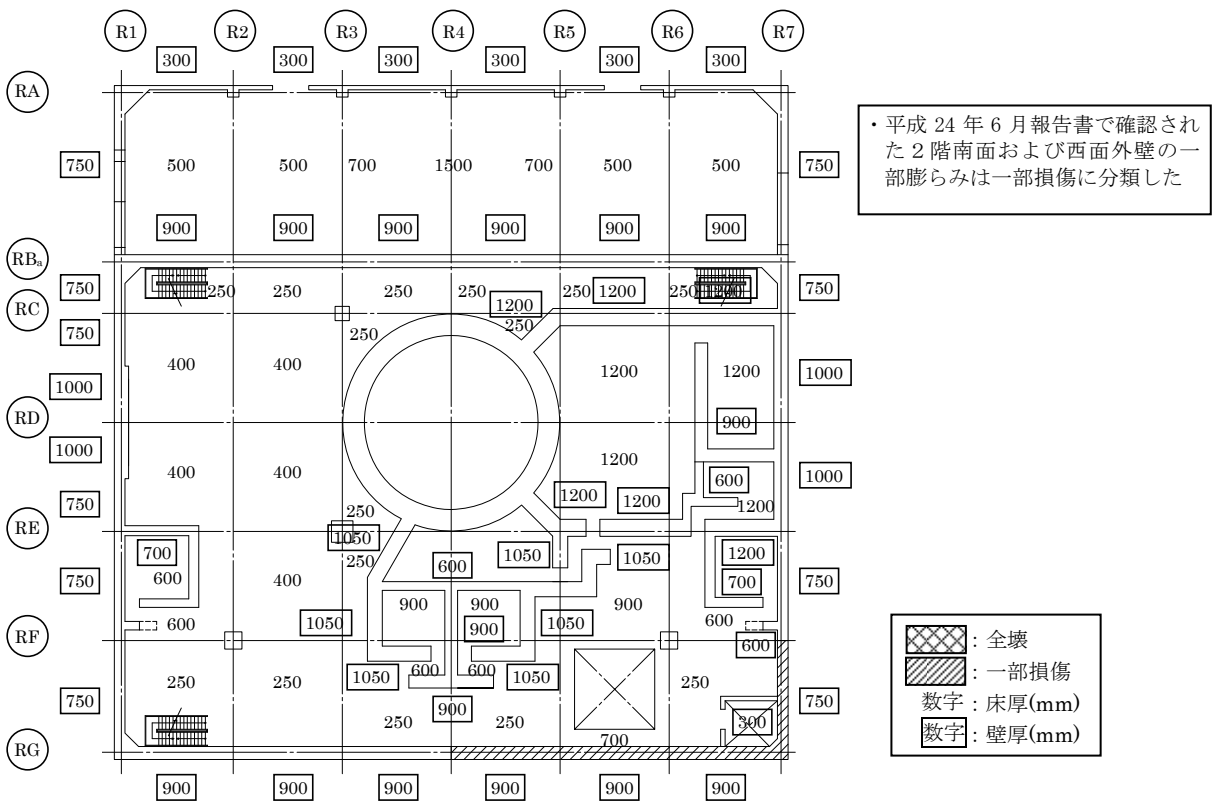 R1 R2 R3 R4 R5 R6 R7
300 300 300 300 300 300
RA
・平成 24 年 6 月報告書で確認され
た 2 階南面および西面外壁の一
部膨らみは一部損傷に分類した
750 500 500 700 1500 700 500 500 750
900 900 900 900 900 900
RBa
750 250 250 250 250 250 1200 250 1200 750
RC
1200
750 250 250
400 400 1200 1200
1000 1000
RD
900
1000
400 400 1200 1000
600
750 250 1200 1200 1200
RE
1050
700 250 600 1050 1050 1200
750 600 400 700 750
900 900 900
600 1050 900 1050 600
RF
600
1050 600 600 1050
250 250 250
750 750
900
250 250 300
700
RG
900 900 900 900 900 900
: 全壊
: 一部損傷
数字 : 床厚(mm)
数字 : 壁厚(mm)